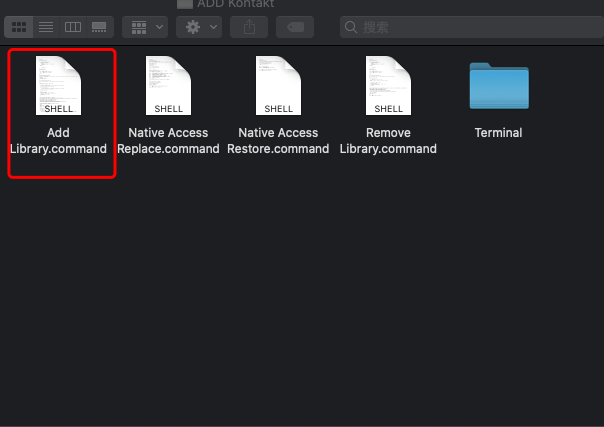 ADD Kontakt
搜索
SHELL
SHELL
SHELL
SHELL
Add
Library.command
Native Access
Replace.command
Native Access
Restore.command
Remove
Library.command
Terminal